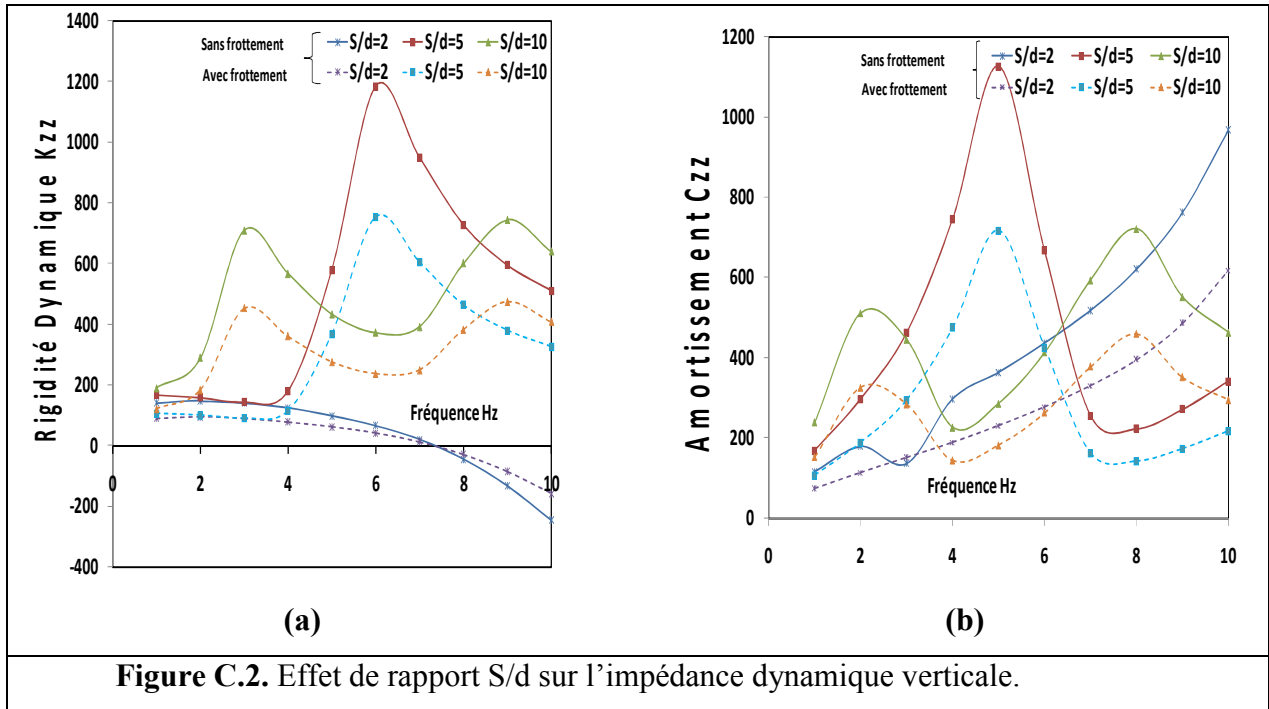 1400
1200
1000
800
600
400
200
0
-200
-400
0 2 4 6 8 10
Rigidité Dynamique Kzz
Sans frottement
Avec frottement
S/d=2 S/d=5 S/d=10
S/d=2 S/d=5 S/d=10
Fréquence Hz
(a)
1200
1000
800
600
400
200
0
0 2 4 6 8 10
Amortissement Czz
Sans frottement
Avec frottement
S/d=2 S/d=5 S/d=10
S/d=2 S/d=5 S/d=10
Fréquence Hz
(b)
Figure C.2. Effet de rapport S/d sur l’impédance dynamique verticale.